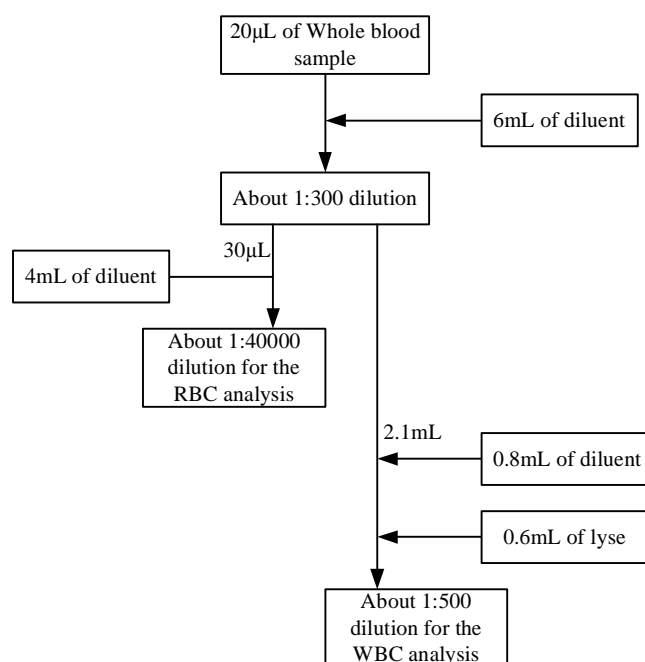 20μL of Whole blood
sample
6mL of diluent
About 1:300 dilution
30μL
4mL of diluent
About 1:40000
dilution for the
RBC analysis
2.1mL
0.8mL of diluent
0.6mL of lyse
About 1:500
dilution for the
WBC analysis